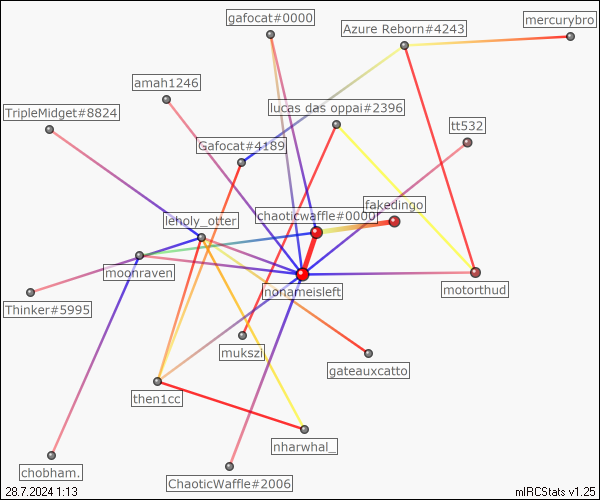 gafocat#0000
mercurybro
Azure Reborn#4243
amah1246
TripleMidget#8824
lucas das oppai#2396
tt532
Gafocat#4189
fakedingo
chaoticwaffle#0000
leholy_otter
moonraven
nonameisleft
motorthud
Thinker#5995
mukszi
gateauxcatto
then1cc
nharwhal_
chobham.
ChaoticWaffle#2006
28.7.2024 1:13
mIRCStats v1.25